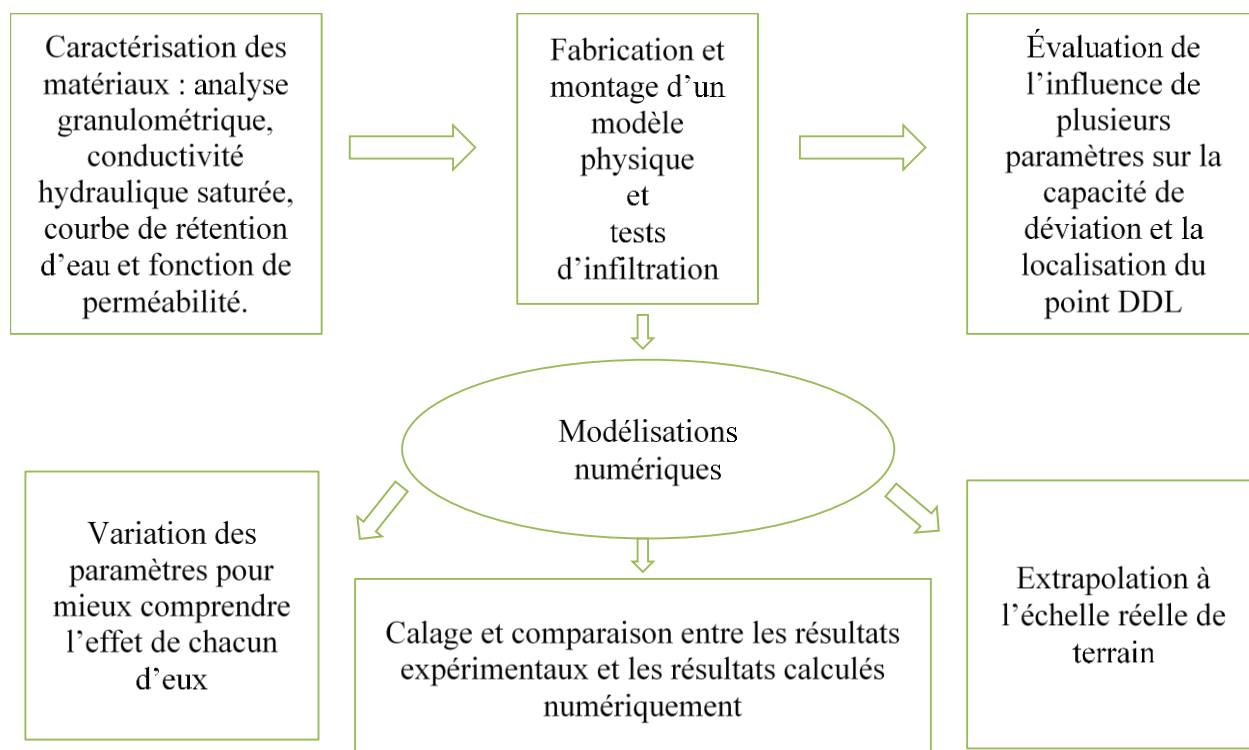 Caractérisation des
matériaux : analyse
granulométrique,
conductivité
hydraulique saturée,
courbe de rétention
d’eau et fonction de
perméabilité.
Fabrication et
montage d’un
modèle
physique
et
tests
d’infiltration
Évaluation de
l’influence de
plusieurs
paramètres sur la
capacité de
déviation et la
localisation du
point DDL
Modélisations
numériques
Variation des
paramètres pour
mieux comprendre
l’effet de chacun
d’eux
Calage et comparaison entre les résultats
expérimentaux et les résultats calculés
numériquement
Extrapolation à
l’échelle réelle de
terrain